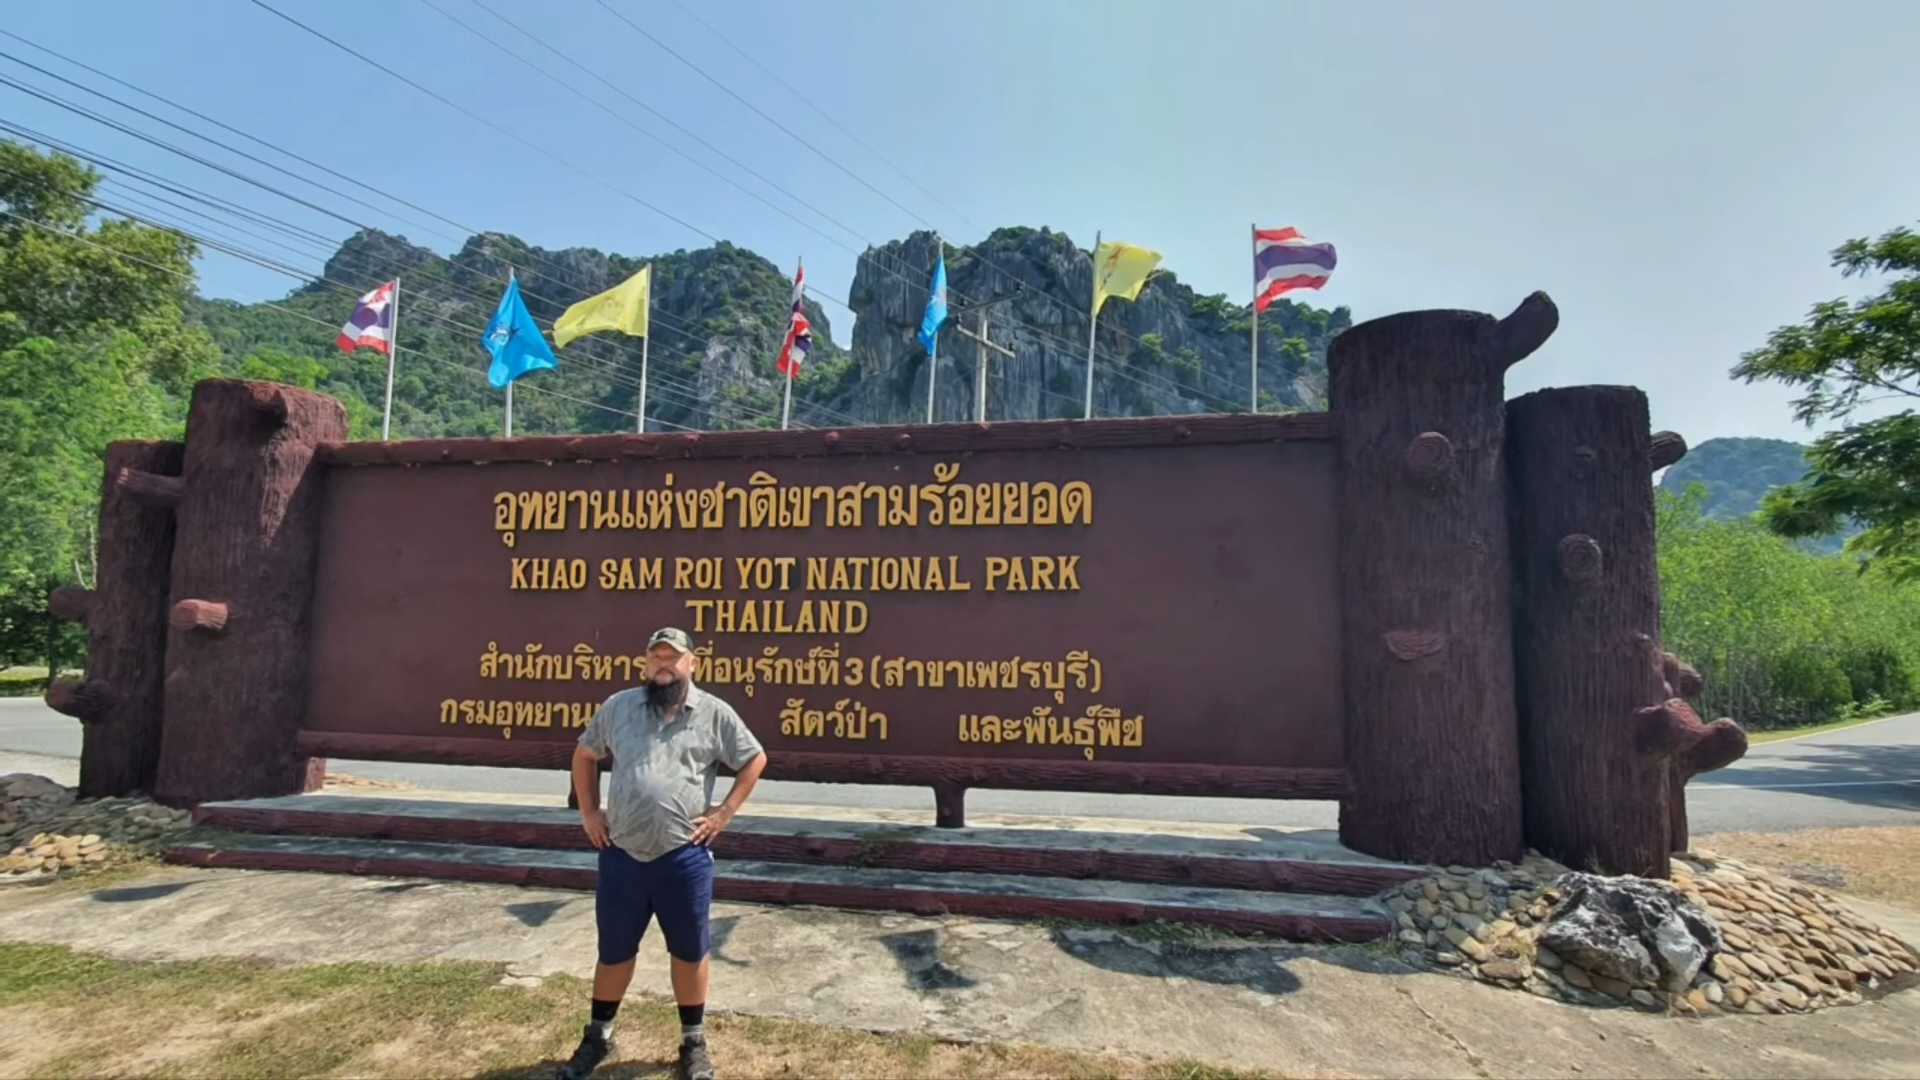 อุทยานแห่งชาติเขาสามร้อยยอด
KHAO SAM ROI YOT NATIONAL PARK
THAILAND
สำนักบริหาร ที่อนุรักษ์ที่ 3 (สาขาเพชรบุรี)
กรมอุทยาน สัตว์ป่า และพันธุ์พืช